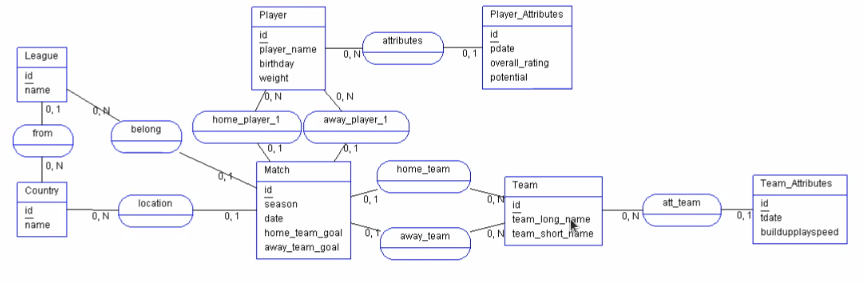 Player
id
player_name
birthday
weight
attributes
0, N
0, 1
Player_Attributes
id
pdate
overall_rating
potential
League
id
name
0, 1
0, N
from
0, N
belong
0, 1
home_player_1
0, N
0, 1
away_player_1
0, N
0, 1
Country
id
name
0, N
location
0, 1
Match
id
season
date
home_team_goal
away_team_goal
home_team
0, 1
0, N
away_team
0, 1
0, N
Team
id
team_long_name
team_short_name
0, N
att_team
0, 1
Team_Attributes
id
tdate
buildupplayspeed